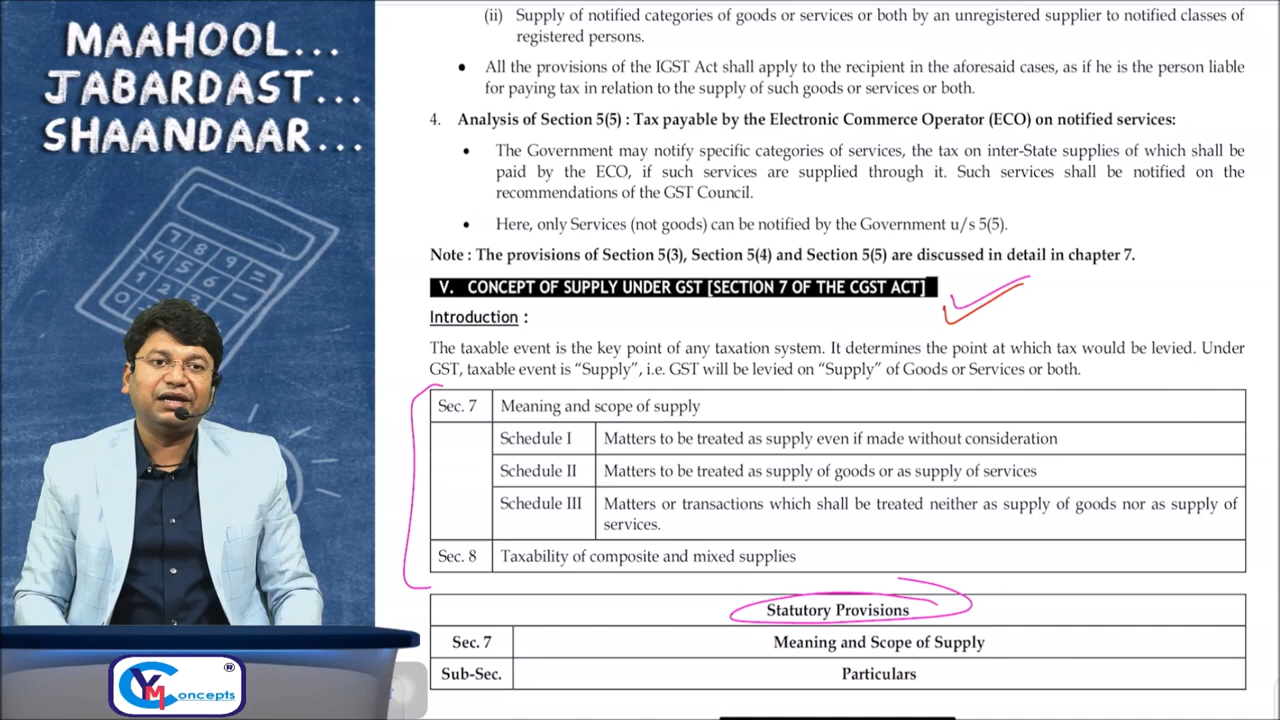 MAAHOOL...
JABARDAST...
SHAANDAAR...
(ii) Supply of notified categories of goods or services or both by an unregistered supplier to notified classes of
registered persons.
• All the provisions of the IGST Act shall apply to the recipient in the aforesaid cases, as if he is the person liable
for paying tax in relation to the supply of such goods or services or both.
4. Analysis of Section 5(5) : Tax payable by the Electronic Commerce Operator (ECO) on notified services:
• The Government may notify specific categories of services, the tax on inter-State supplies of which shall be
paid by the ECO, if such services are supplied through it. Such services shall be notified on the
recommendations of the GST Council.
• Here, only Services (not goods) can be notified by the Government u/s 5(5).
Note : The provisions of Section 5(3), Section 5(4) and Section 5(5) are discussed in detail in chapter 7.
V. CONCEPT OF SUPPLY UNDER GST [SECTION 7 OF THE CGST ACT]
Introduction :
The taxable event is the key point of any taxation system. It determines the point at which tax would be levied. Under
GST, taxable event is “Supply”, i.e. GST will be levied on “Supply” of Goods or Services or both.
Sec. 7 Meaning and scope of supply
Schedule I Matters to be treated as supply even if made without consideration
Schedule II Matters to be treated as supply of goods or as supply of services
Schedule III Matters or transactions which shall be treated neither as supply of goods nor as supply of
services.
Sec. 8 Taxability of composite and mixed supplies
Statutory Provisions
Sec. 7 Meaning and Scope of Supply
Sub-Sec. Particulars
YM Concepts ®